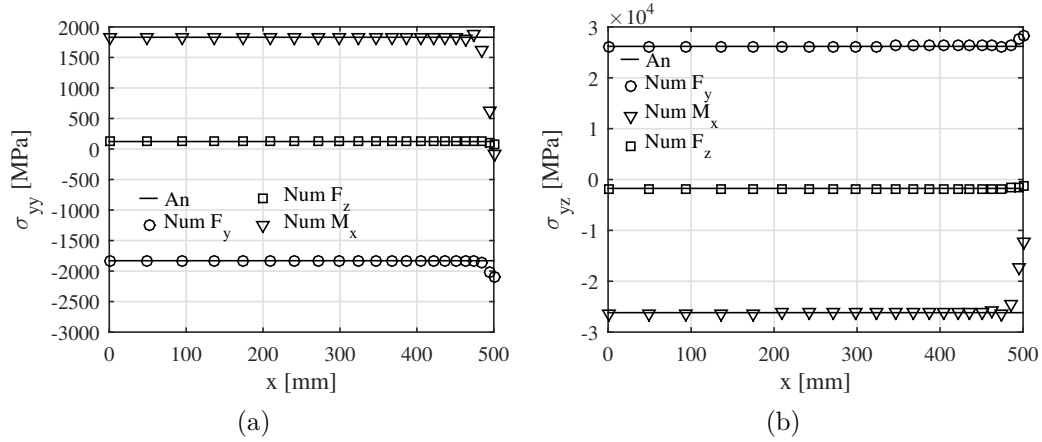 2000
1500
1000
500
0
-500
-1000
-1500
-2000
-2500
-3000
σyy [MPa]
An
Num Fy
Num Fz
Num Mx
0 100 200 300 400 500
x [mm]
(a)
×10^4
3
2
1
0
-1
-2
-3
σyz [MPa]
An
Num Fy
Num Mx
Num Fz
0 100 200 300 400 500
x [mm]
(b)